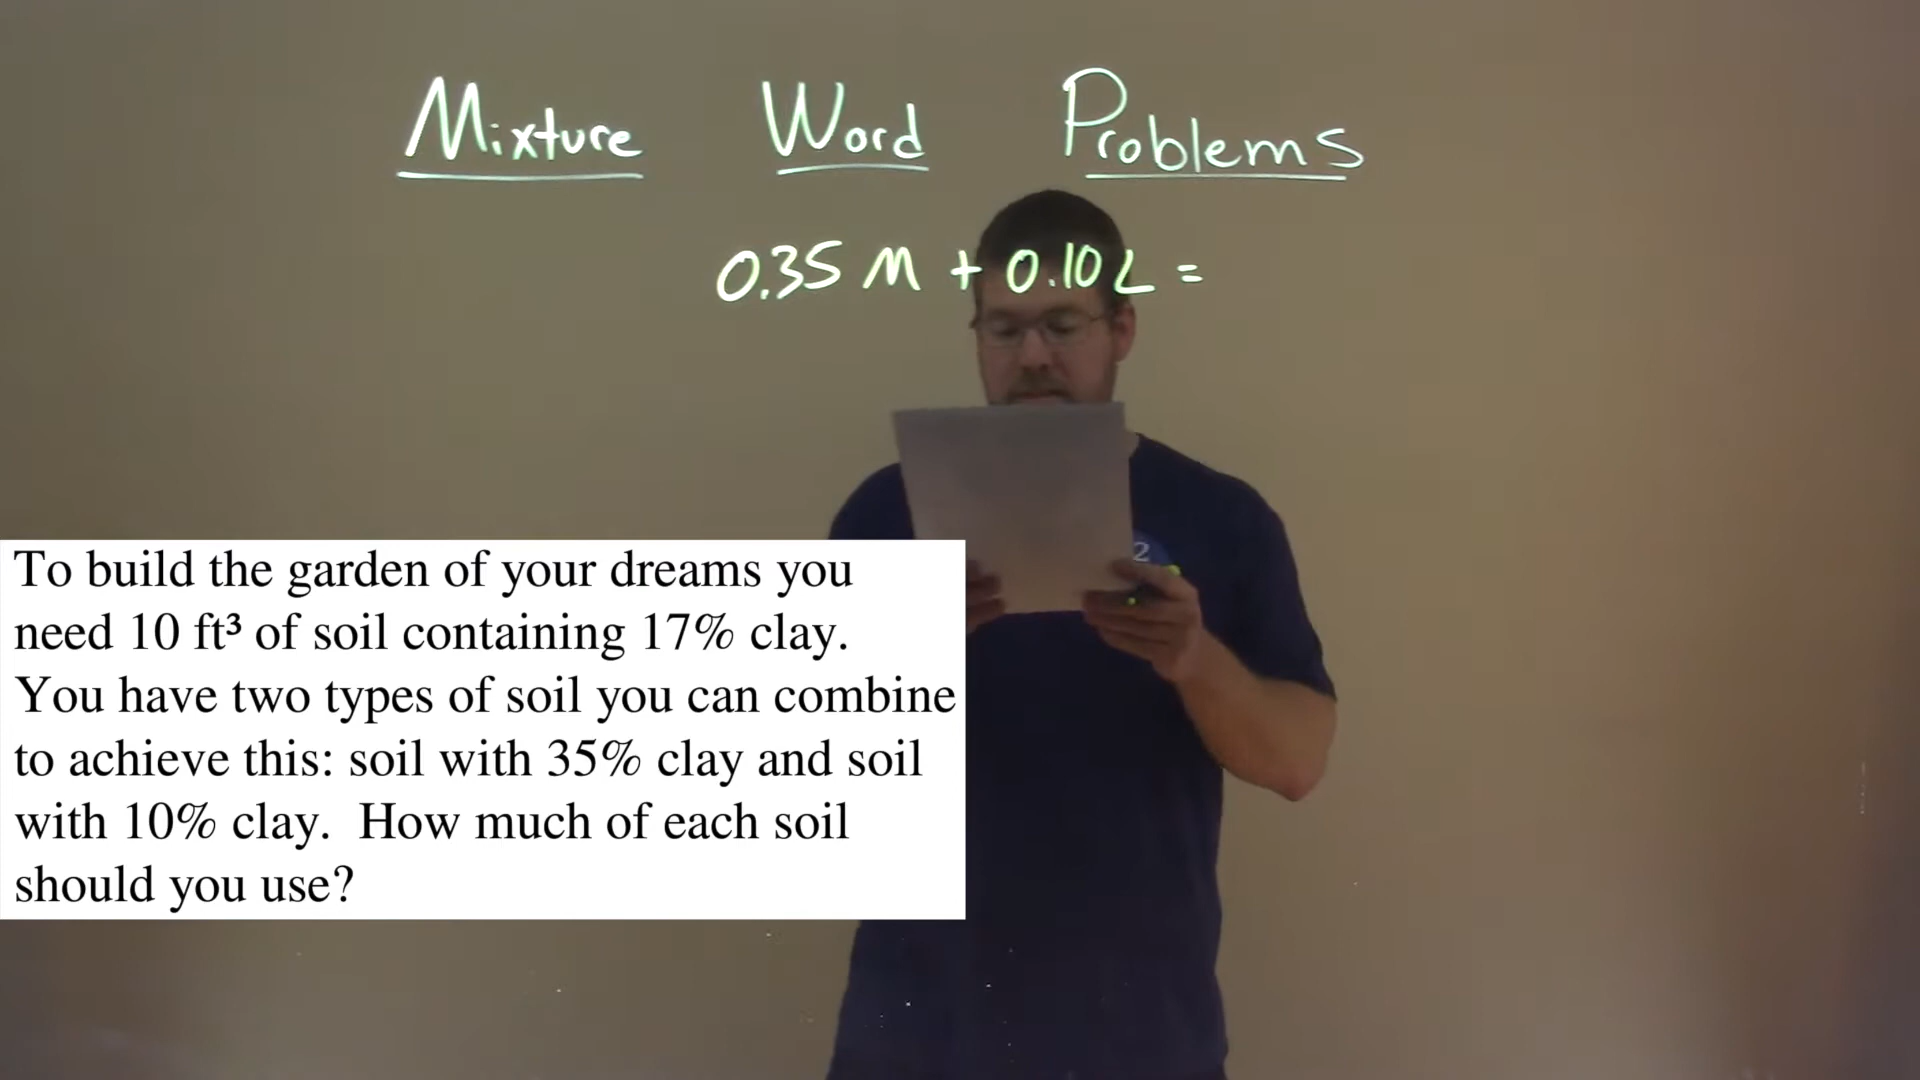 Mixture Word Problems
0.35 M + 0.10 L =
2
To build the garden of your dreams you
need 10 ft³ of soil containing 17% clay.
You have two types of soil you can combine
to achieve this: soil with 35% clay and soil
with 10% clay. How much of each soil
should you use?